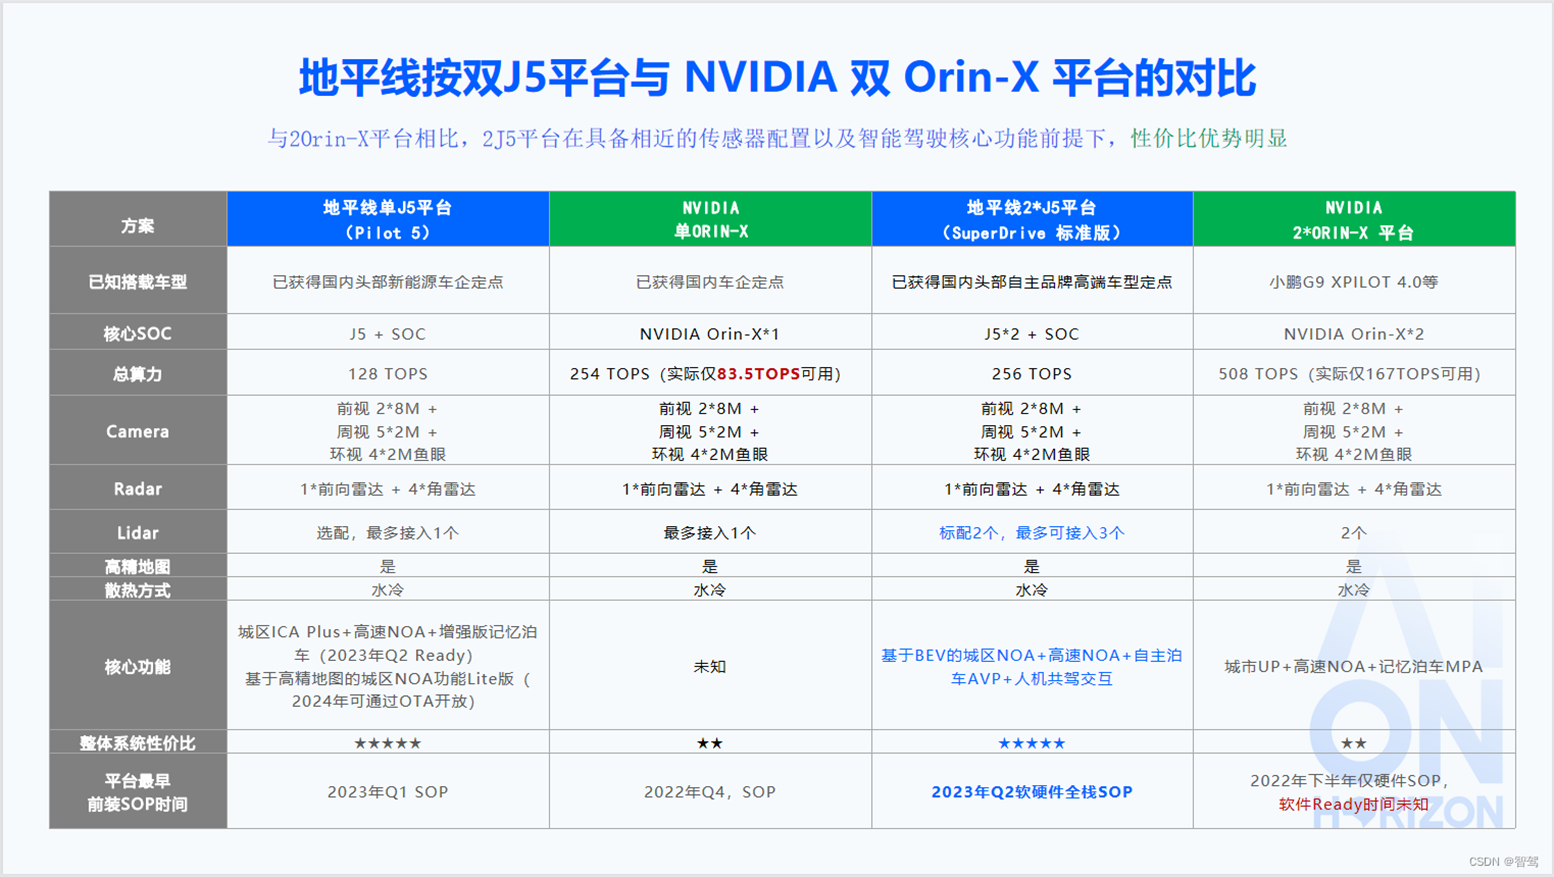 地平线按双J5平台与 NVIDIA 双 Orin-X 平台的对比
与2Orin-X平台相比，2J5平台在具备相近的传感器配置以及智能驾驶核心功能前提下，性价比优势明显
方案
地平线单J5平台
（Pilot 5）
NVIDIA
单ORIN-X
地平线2*J5平台
（SuperDrive 标准版）
NVIDIA
2*ORIN-X 平台
已知搭载车型
已获得国内头部新能源车企定点
已获得国内车企定点
已获得国内头部自主品牌高端车型定点
小鹏G9 XPILOT 4.0等
核心SOC
J5 + SOC
NVIDIA Orin-X*1
J5*2 + SOC
NVIDIA Orin-X*2
总算力
128 TOPS
254 TOPS（实际仅83.5TOPS可用）
256 TOPS
508 TOPS（实际仅167TOPS可用）
Camera
前视 2*8M +
周视 5*2M +
环视 4*2M鱼眼
前视 2*8M +
周视 5*2M +
环视 4*2M鱼眼
前视 2*8M +
周视 5*2M +
环视 4*2M鱼眼
前视 2*8M +
周视 5*2M +
环视 4*2M鱼眼
Radar
1*前向雷达 + 4*角雷达
1*前向雷达 + 4*角雷达
1*前向雷达 + 4*角雷达
1*前向雷达 + 4*角雷达
Lidar
选配，最多接入1个
最多接入1个
标配2个，最多可接入3个
2个
高精地图
是
是
是
是
散热方式
水冷
水冷
水冷
水冷
核心功能
城区ICA Plus+高速NOA+增强版记忆泊
车（2023年Q2 Ready）
基于高精地图的城区NOA功能Lite版（
2024年可通过OTA开放）
未知
基于BEV的城区NOA+高速NOA+自主泊
车AVP+人机共驾交互
城市UP+高速NOA+记忆泊车MPA
整体系统性价比
★★★★★
★★
★★★★★
★★
平台最早
前装SOP时间
2023年Q1 SOP
2022年Q4，SOP
2023年Q2软硬件全栈SOP
2022年下半年仅硬件SOP，
软件Ready时间未知
AI
ON
HORIZON
CSDN @智驾